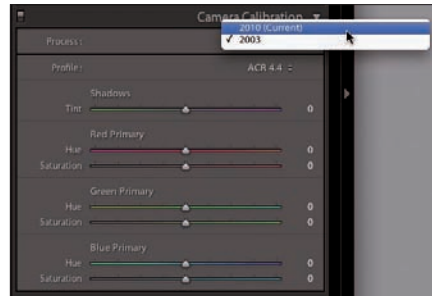 Camera Calibration
Process:
2010 (Current)
✓ 2003
Profile: ACR 4.4
Shadows
Tint 0
Red Primary
Hue 0
Saturation 0
Green Primary
Hue 0
Saturation 0
Blue Primary
Hue 0
Saturation 0